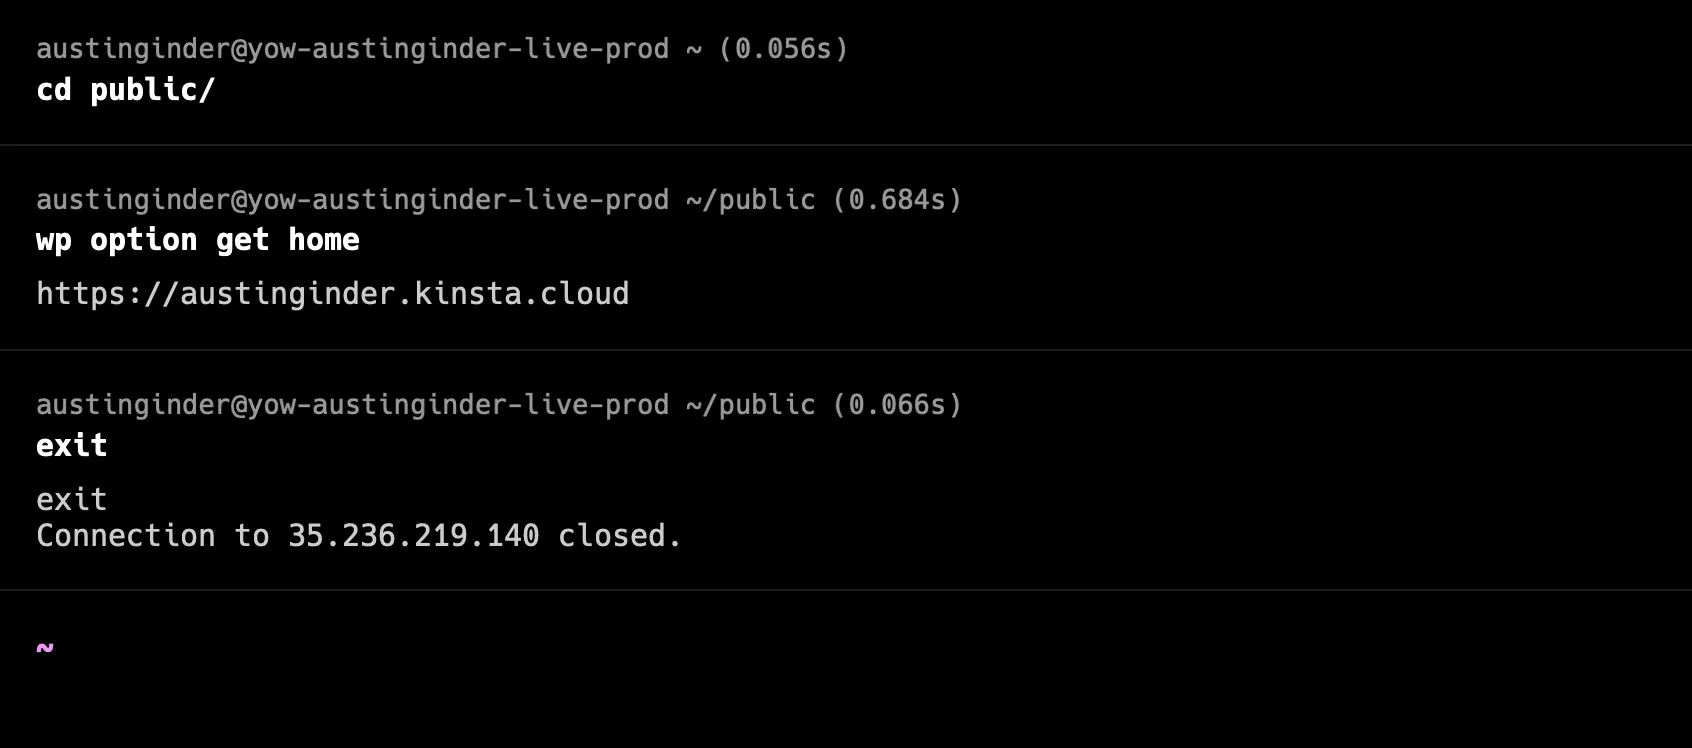 austinginder@yow-austinginder-live-prod ~ (0.056s)
cd public/
austinginder@yow-austinginder-live-prod ~/public (0.684s)
wp option get home
https://austinginder.kinsta.cloud
austinginder@yow-austinginder-live-prod ~/public (0.066s)
exit
exit
Connection to 35.236.219.140 closed.
~